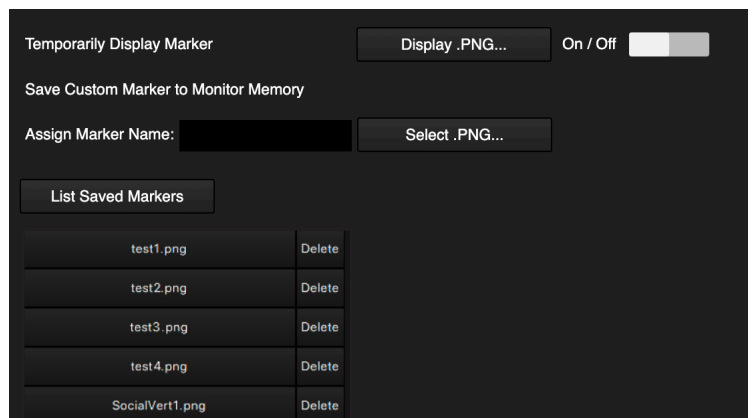 Temporarily Display Marker Display .PNG... On / Off
Save Custom Marker to Monitor Memory
Assign Marker Name: Select .PNG...
List Saved Markers
test1.png Delete
test2.png Delete
test3.png Delete
test4.png Delete
SocialVert1.png Delete